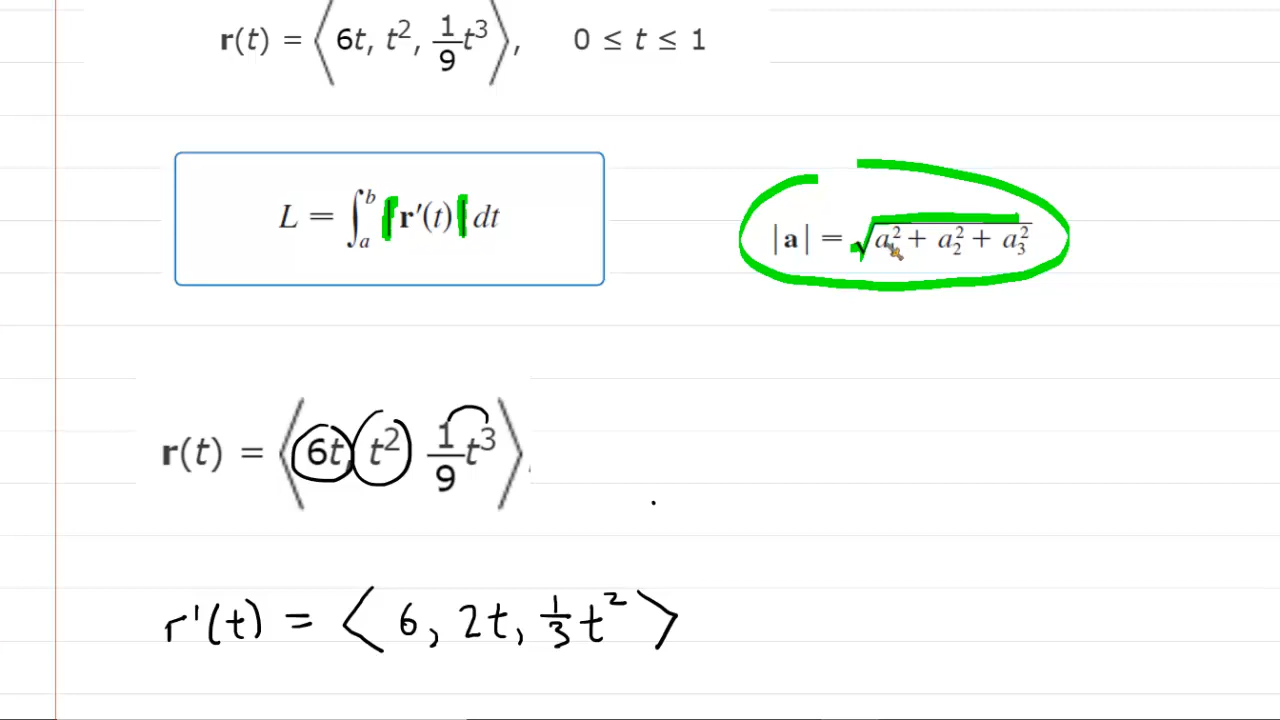 r(t) = ⟨6t, t², 1/9 t³⟩, 0 ≤ t ≤ 1
L = ∫ₐᵇ |r′(t)| dt
|a| = √(a₁² + a₂² + a₃²)
r(t) = ⟨6t, t² 1/9 t³⟩,
r'(t) = ⟨6, 2t, 1/3 t²⟩